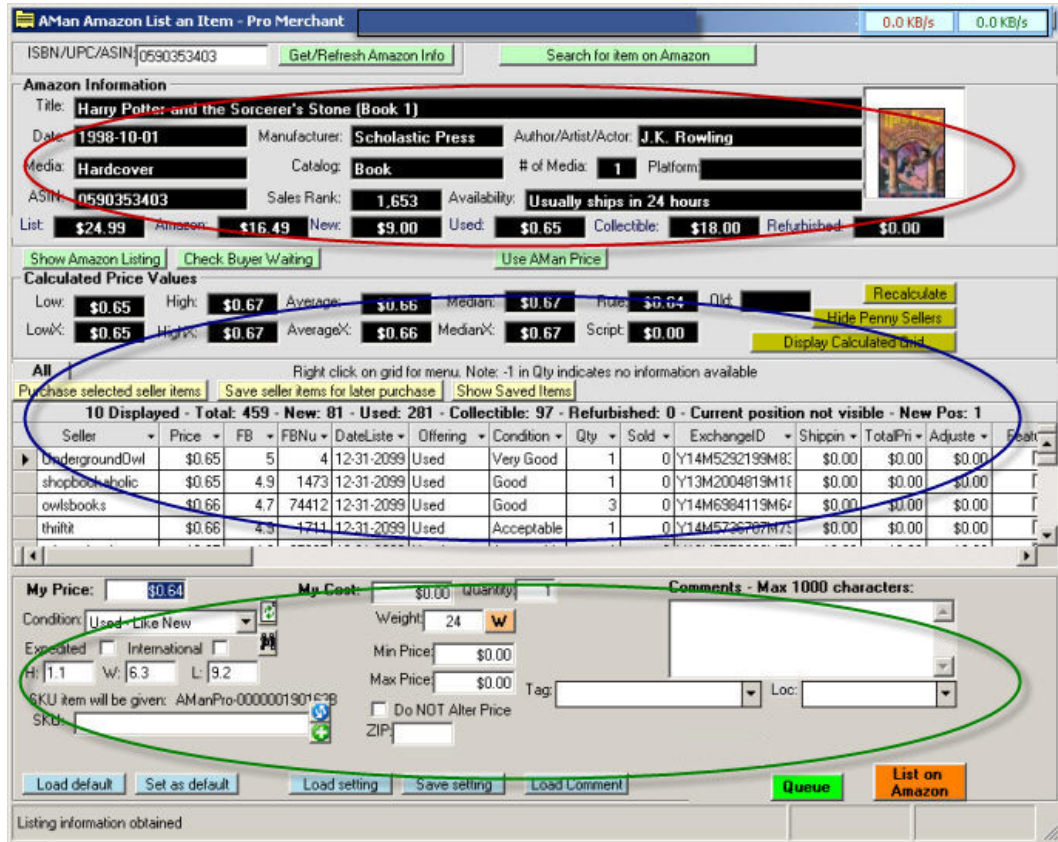 AMan Amazon List an Item - Pro Merchant 0.0 KB/s 0.0 KB/s
ISBN/UPC/ASIN: 0590353403 Get/Refresh Amazon Info Search for item on Amazon
Amazon Information
Title: Harry Potter and the Sorcerer's Stone (Book 1)
Date: 1998-10-01 Manufacturer: Scholastic Press Author/Artist/Actor: J.K. Rowling
Media: Hardcover Catalog: Book # of Media: 1 Platform:
ASIN: 0590353403 Sales Rank: 1,653 Availability: Usually ships in 24 hours
List: $24.99 Amazon: $16.49 New: $9.00 Used: $0.65 Collectible: $18.00 Refurbished: $0.00
Show Amazon Listing Check Buyer Waiting Use AMan Price
Calculated Price Values
Low: $0.65 High: $0.67 Average: $0.66 Median: $0.67 Rule: $0.64 Old: Recalculate
Hide Penny Sellers
LowX: $0.65 HighX: $0.67 AverageX: $0.66 MedianX: $0.67 Script: $0.00
Display Calculated Grid
All Right click on grid for menu. Note: -1 in Qty indicates no information available
Purchase selected seller items Save seller items for later purchase Show Saved Items
10 Displayed - Total: 459 - New: 81 - Used: 281 - Collectible: 97 - Refurbished: 0 - Current position not visible - New Pos: 1
Seller Price FB FBNu DateListe Offering Condition Qty Sold ExchangeID Shippin TotalPri Adjuste Featu
UndergroundOwl $0.65 5 4 12-31-2099 Used Very Good 1 0 Y14M5292199M83
shopbookaholic $0.65 4.9 1473 12-31-2099 Used Good 1 0 Y13M2004819M18 $0.00 $0.00 $0.00
owlsbooks $0.66 4.7 74412 12-31-2099 Used Good 3 0 Y14M6984119M64 $0.00 $0.00 $0.00
thriftit $0.66 4.9 1711 12-31-2099 Used Acceptable 1 0 $0.00 $0.00 $0.00
My Price: $0.64 My Cost: $0.00 Quantity: 1 Comments - Max 1000 characters:
Condition: Used - Like New Weight: 24 W
Expedited International Min Price: $0.00
H: 1.1 W: 6.3 L: 9.2 Max Price: $0.00 Tag: Loc:
SKU item will be given: Do NOT Alter Price
SKU: ZIP:
Load default Set as default Load setting Save setting Load Comment Queue List on Amazon
Listing information obtained